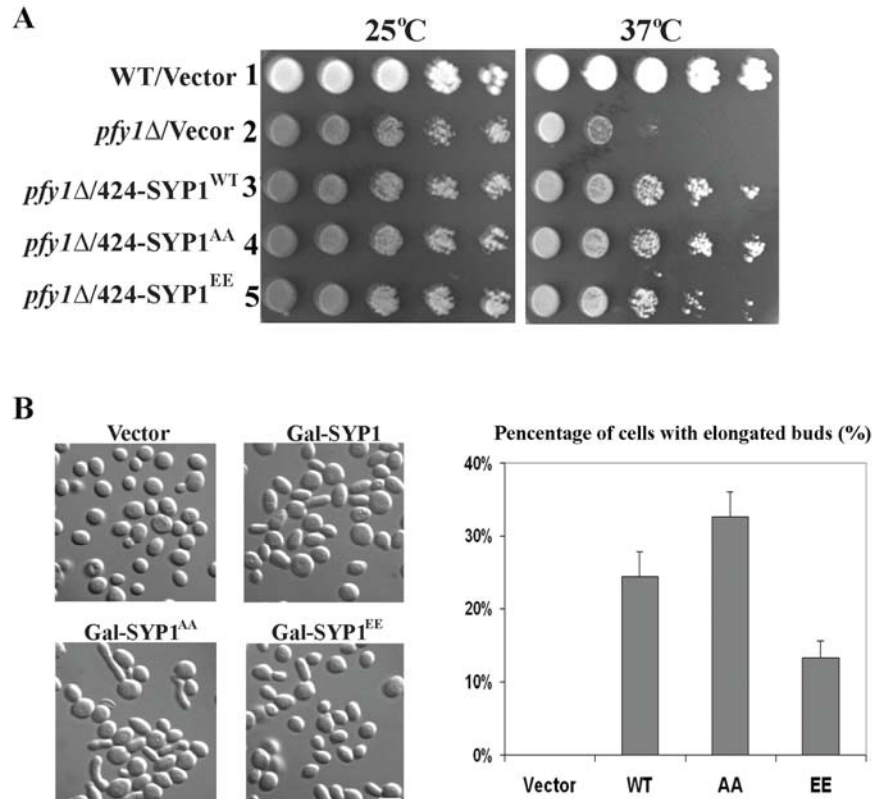 A
25°C
37°C
WT/Vector 1
pfy1Δ/Vecor 2
pfy1Δ/424-SYP1WT 3
pfy1Δ/424-SYP1AA 4
pfy1Δ/424-SYP1EE 5
B
Vector
Gal-SYP1
Gal-SYP1AA
Gal-SYP1EE
Pencentage of cells with elongated buds (%)
40%
30%
20%
10%
0%
Vector WT AA EE